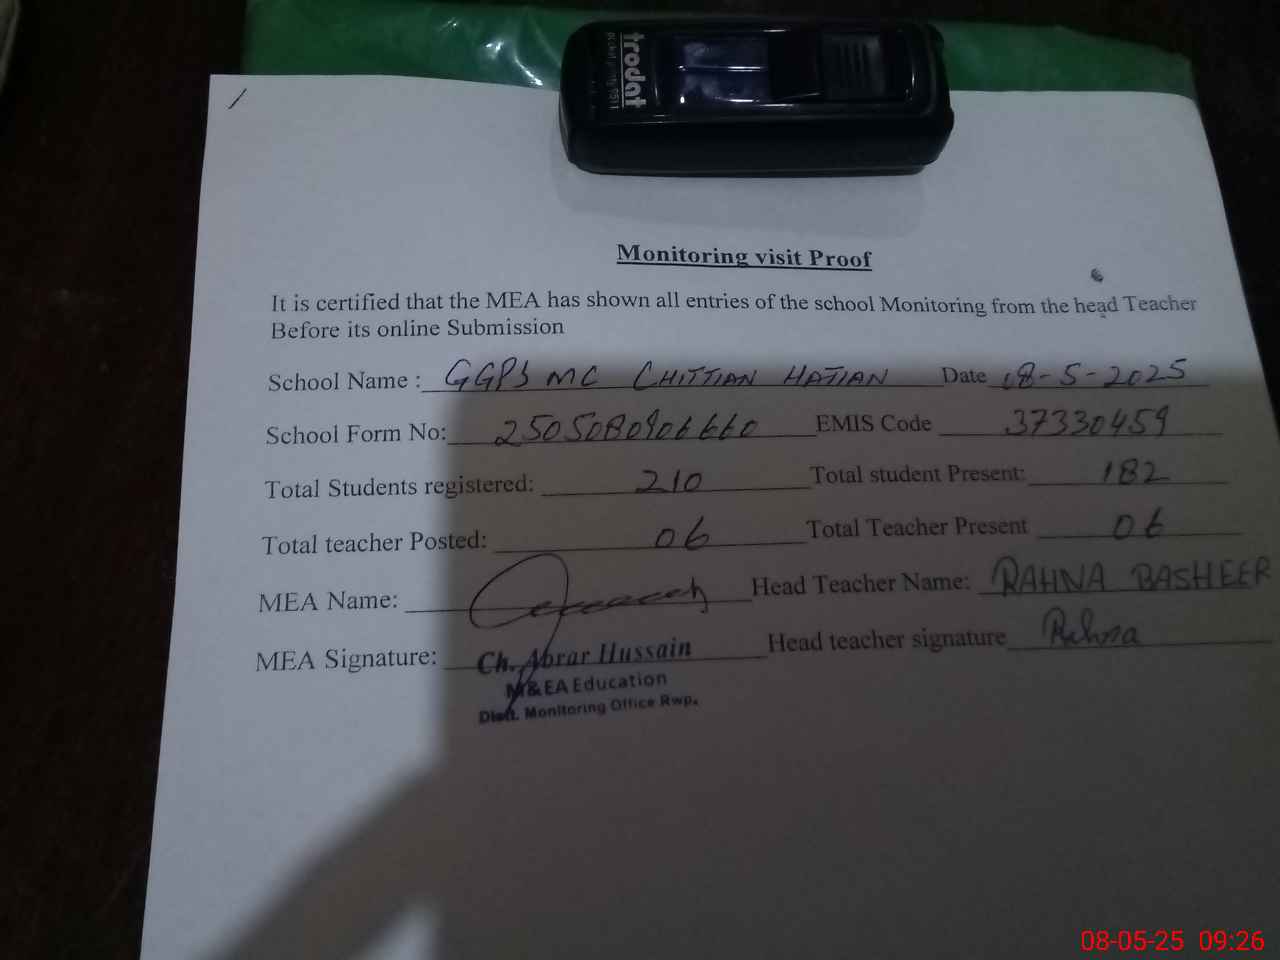 trodat
Monitoring visit Proof
It is certified that the MEA has shown all entries of the school Monitoring from the head Teacher
Before its online Submission
School Name : GGPS MC CHITTIAN HATIAN Date 08-5-2025
School Form No: 2505080906660 EMIS Code 37330459
Total Students registered: 210 Total student Present: 182
Total teacher Posted: 06 Total Teacher Present 06
MEA Name: Head Teacher Name: RAHNA BASHEER
MEA Signature: Ch. Abrar Hussain Head teacher signature Rahna
M&EA Education
Distt. Monitoring Office Rwp.
08-05-25 09:26